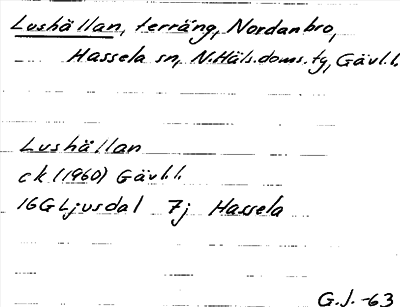 Lushällan, terräng, Nordanbro,
Hassela sn, N.Häls.doms.tg, Gävl.l.
Lushällan
ek (1960) Gävl.l.
16G Ljusdal 7j Hassela
G.J.-63